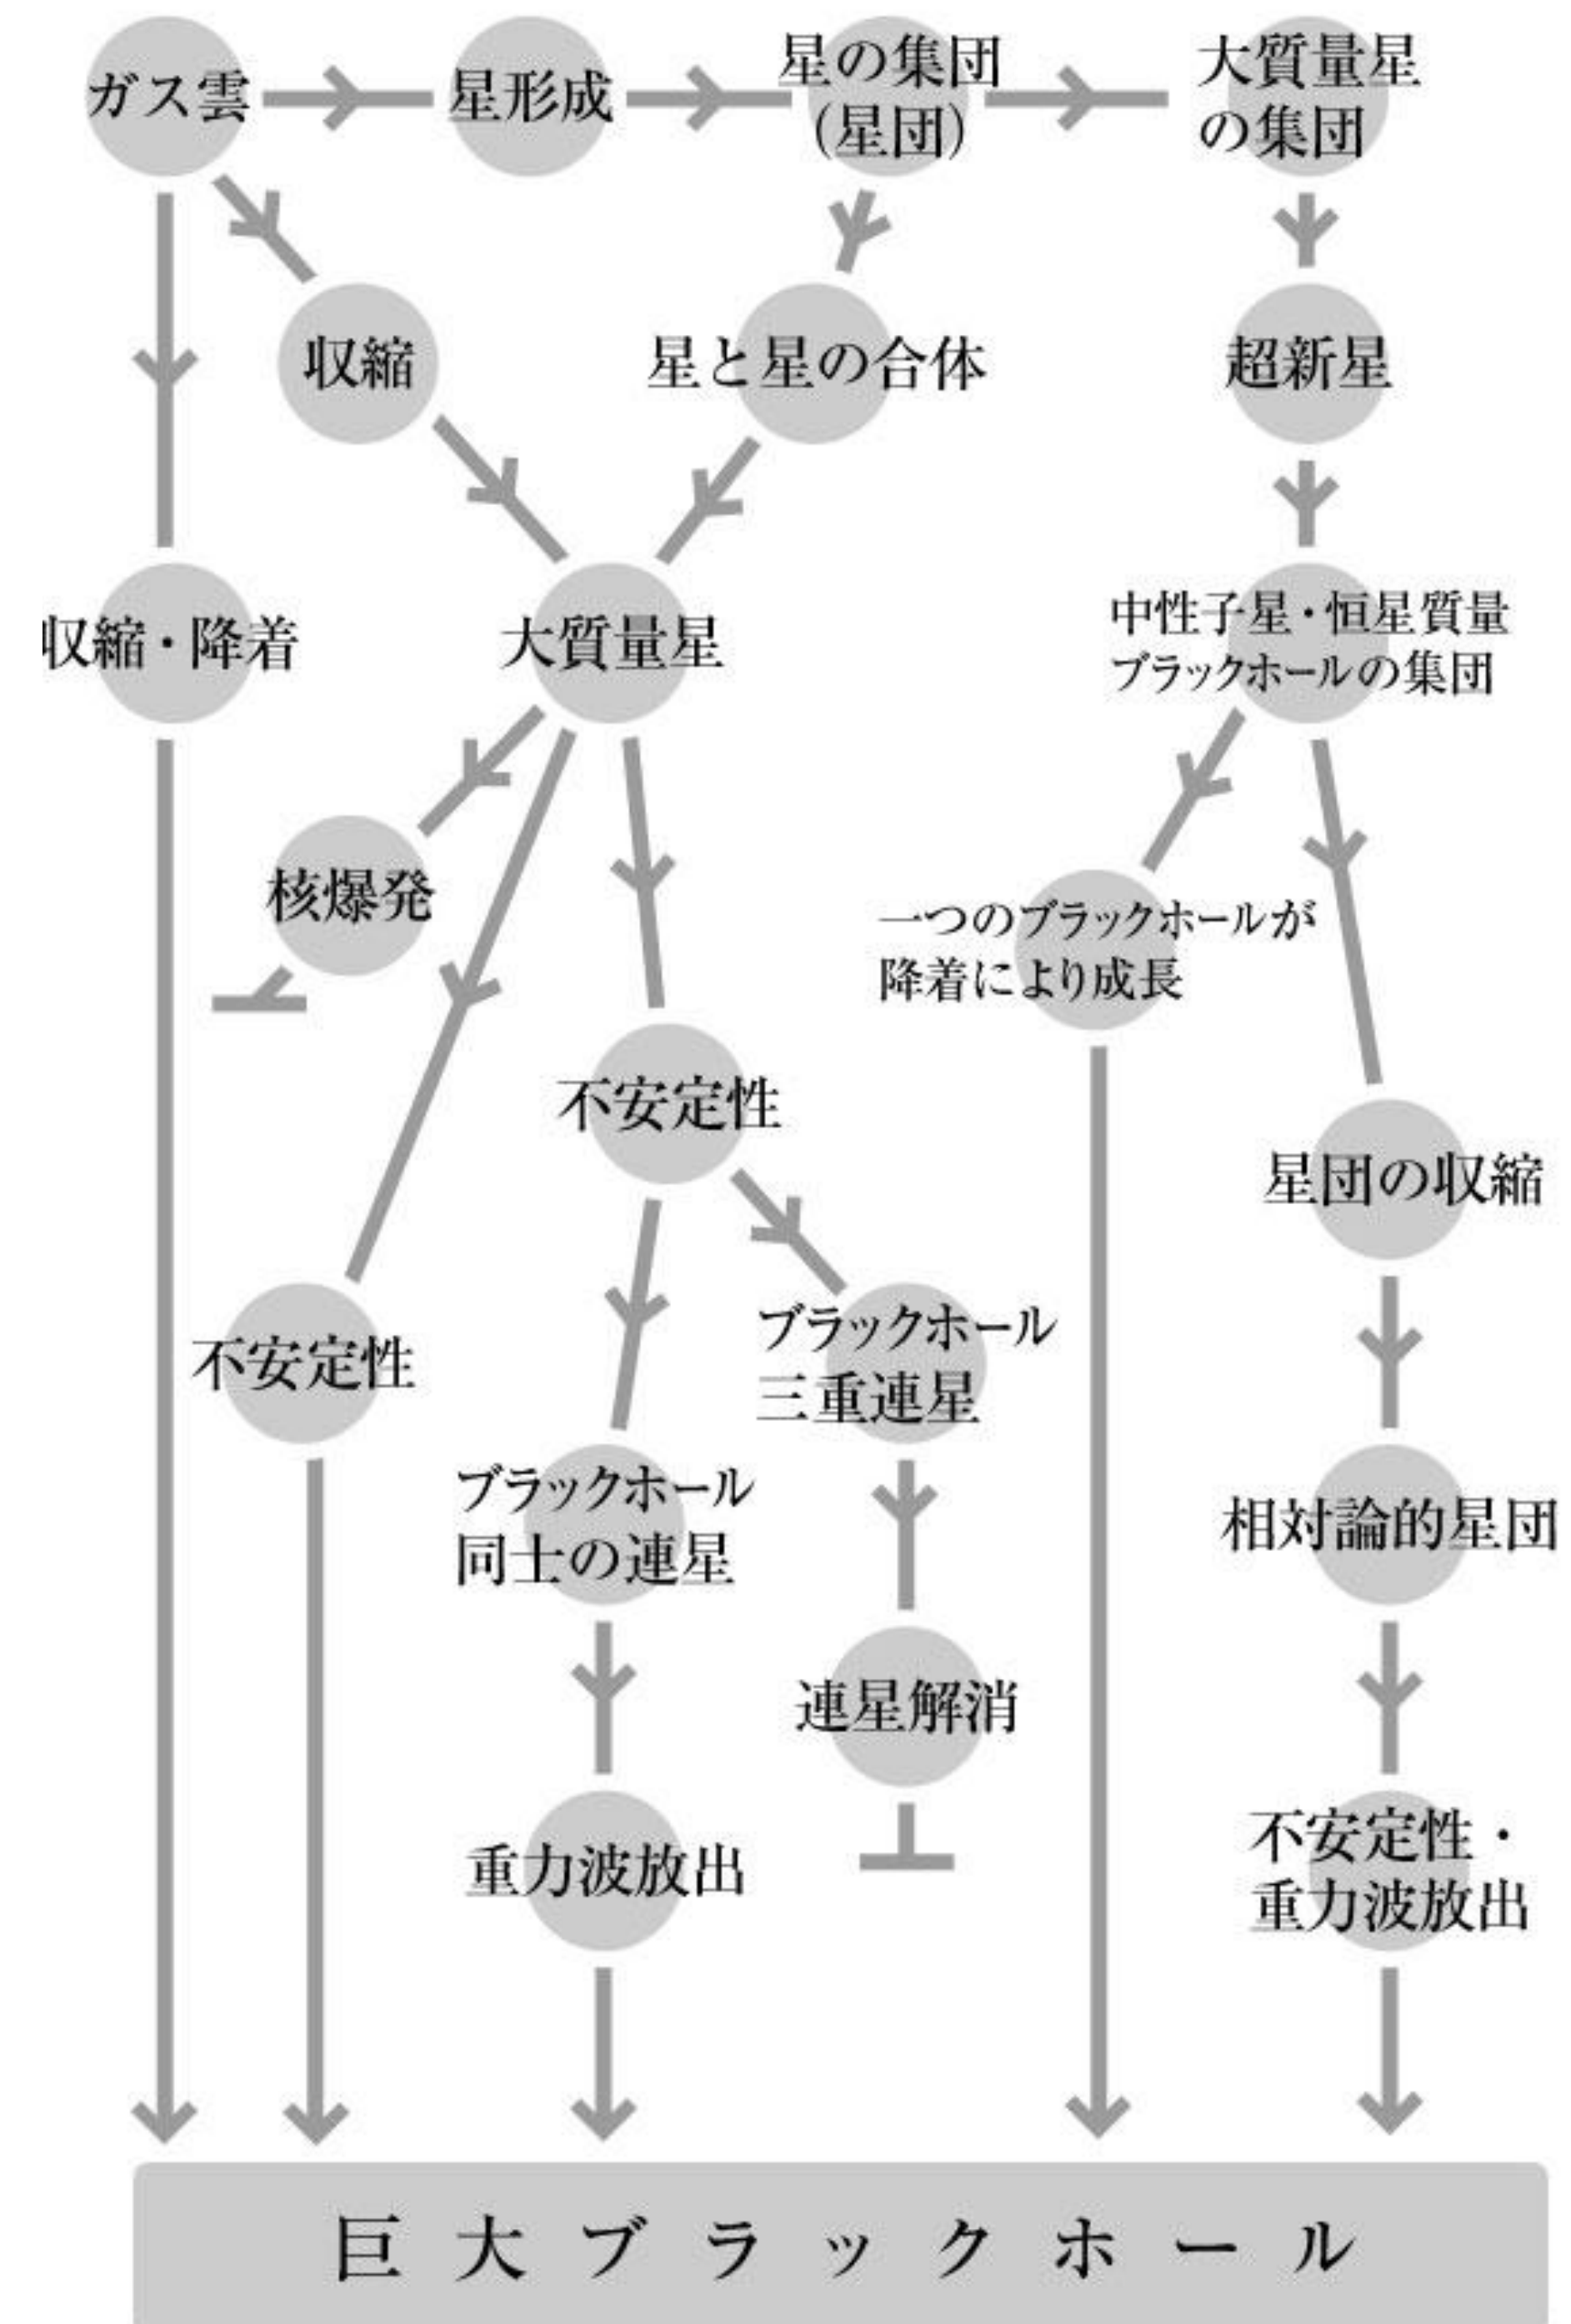 ガス雲
星形成
星の集団
(星団)
大質量星
の集団
収縮
星と星の合体
超新星
収縮・降着
大質量星
中性子星・恒星質量
ブラックホールの集団
核爆発
一つのブラックホールが
降着により成長
不安定性
星団の収縮
不安定性
ブラックホール
三重連星
ブラックホール
同士の連星
相対論的星団
連星解消
重力波放出
不安定性・
重力波放出
巨大ブラックホール